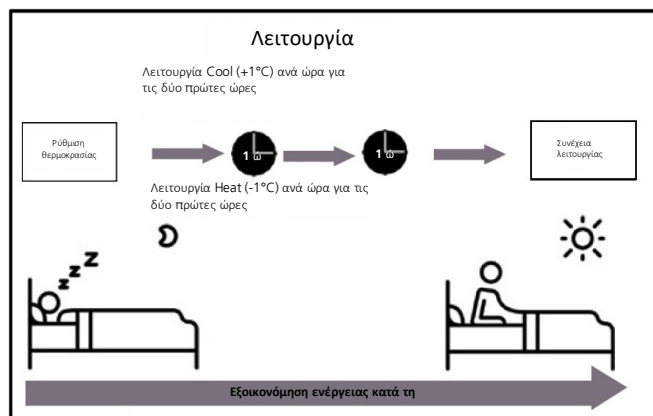 Λειτουργία
Λειτουργία Cool (+1°C) ανά ώρα για
τις δύο πρώτες ώρες
Ρύθμιση
θερμοκρασίας
1 ω
1 ω
Συνέχεια
λειτουργίας
Λειτουργία Heat (-1°C) ανά ώρα για τις
δύο πρώτες ώρες
z z Z
Εξοικονόμηση ενέργειας κατά τη